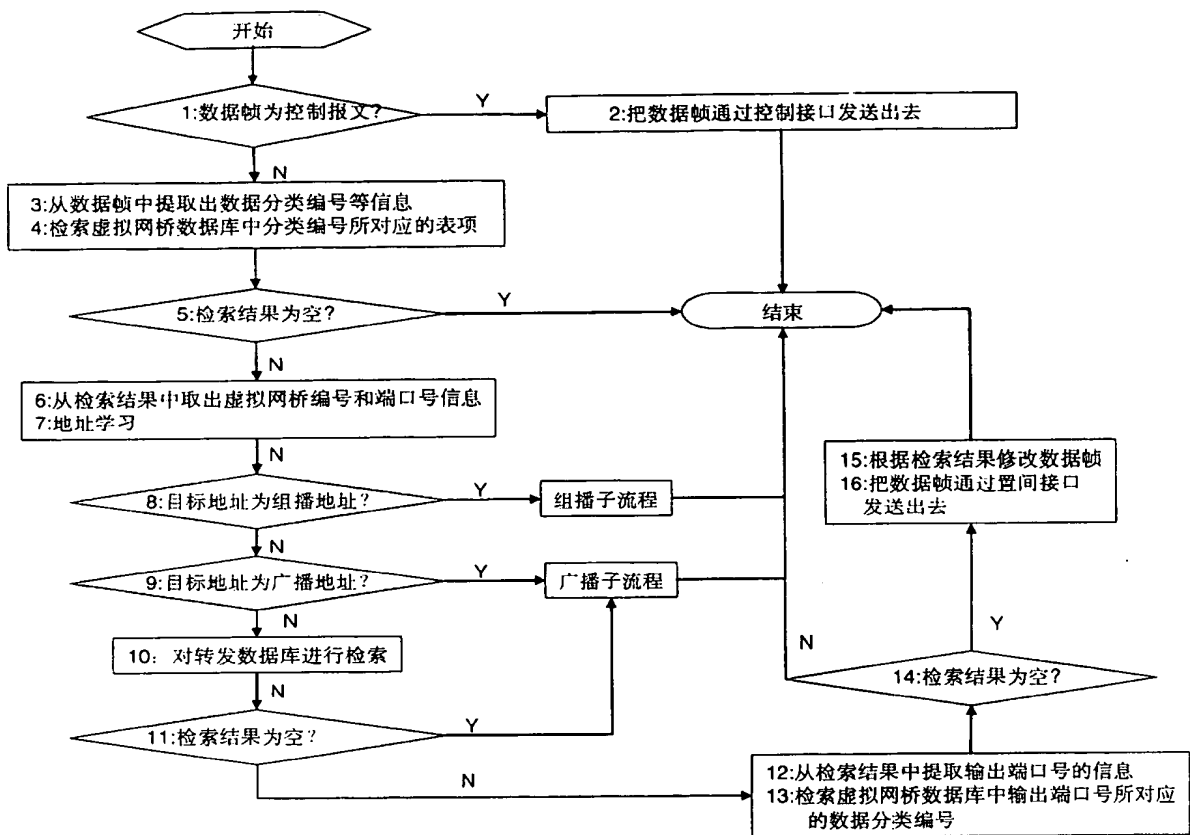 开始
1:数据帧为控制报文?
Y
2:把数据帧通过控制接口发送出去
N
3:从数据帧中提取出数据分类编号等信息
4:检索虚拟网桥数据库中分类编号所对应的表项
5:检索结果为空?
Y
结束
N
6:从检索结果中取出虚拟网桥编号和端口号信息
7:地址学习
N
8:目标地址为组播地址?
Y
组播子流程
15:根据检索结果修改数据帧
16:把数据帧通过置间接口
发送出去
N
9:目标地址为广播地址?
Y
广播子流程
N
10：对转发数据库进行检索
N
Y
N
14:检索结果为空?
11:检索结果为空?
Y
N
12:从检索结果中提取输出端口号的信息
13:检索虚拟网桥数据库中输出端口号所对应
的数据分类编号